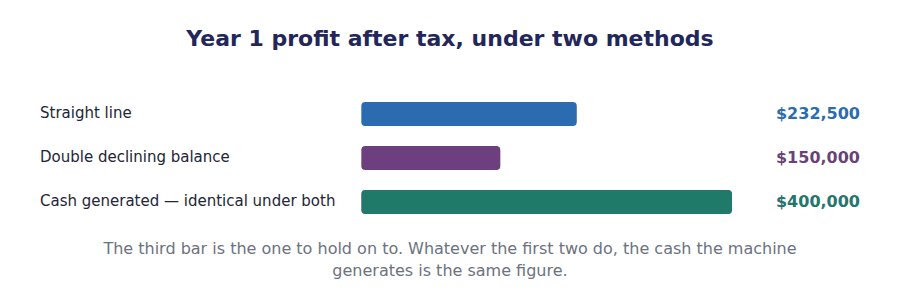 Year 1 profit after tax, under two methods
Straight line $232,500
Double declining balance $150,000
Cash generated — identical under both $400,000
The third bar is the one to hold on to. Whatever the first two do, the cash the machine
generates is the same figure.